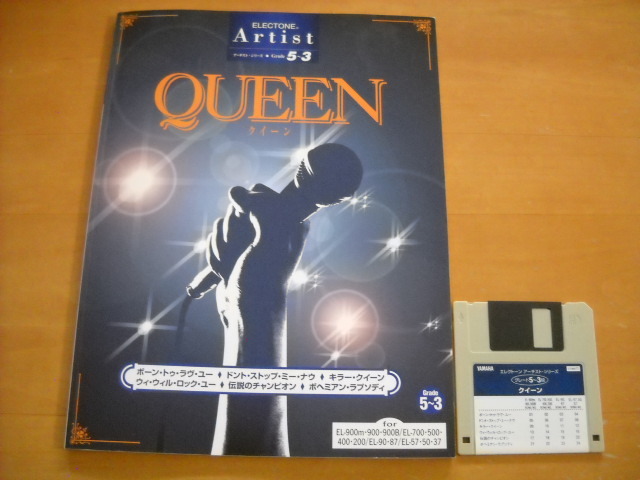 ELECTONE™
Artist
アーチスト・シリーズ ★ Grade 5~3
QUEEN
クイーン
ボーン・トゥ・ラヴ・ユー ♦ ドント・ストップ・ミー・ナウ ♦ キラー・クイーン
ウィ・ウィル・ロック・ユー ♦ 伝説のチャンピオン ♦ ボヘミアン・ラプソディ
Grade
5~3
for
EL-900m・900・900B/EL-700・500・
400・200/EL-90・87/EL-57・50・37
YAMAHA
エレクトーン アーチスト・シリーズ
グレード5~3級
クイーン